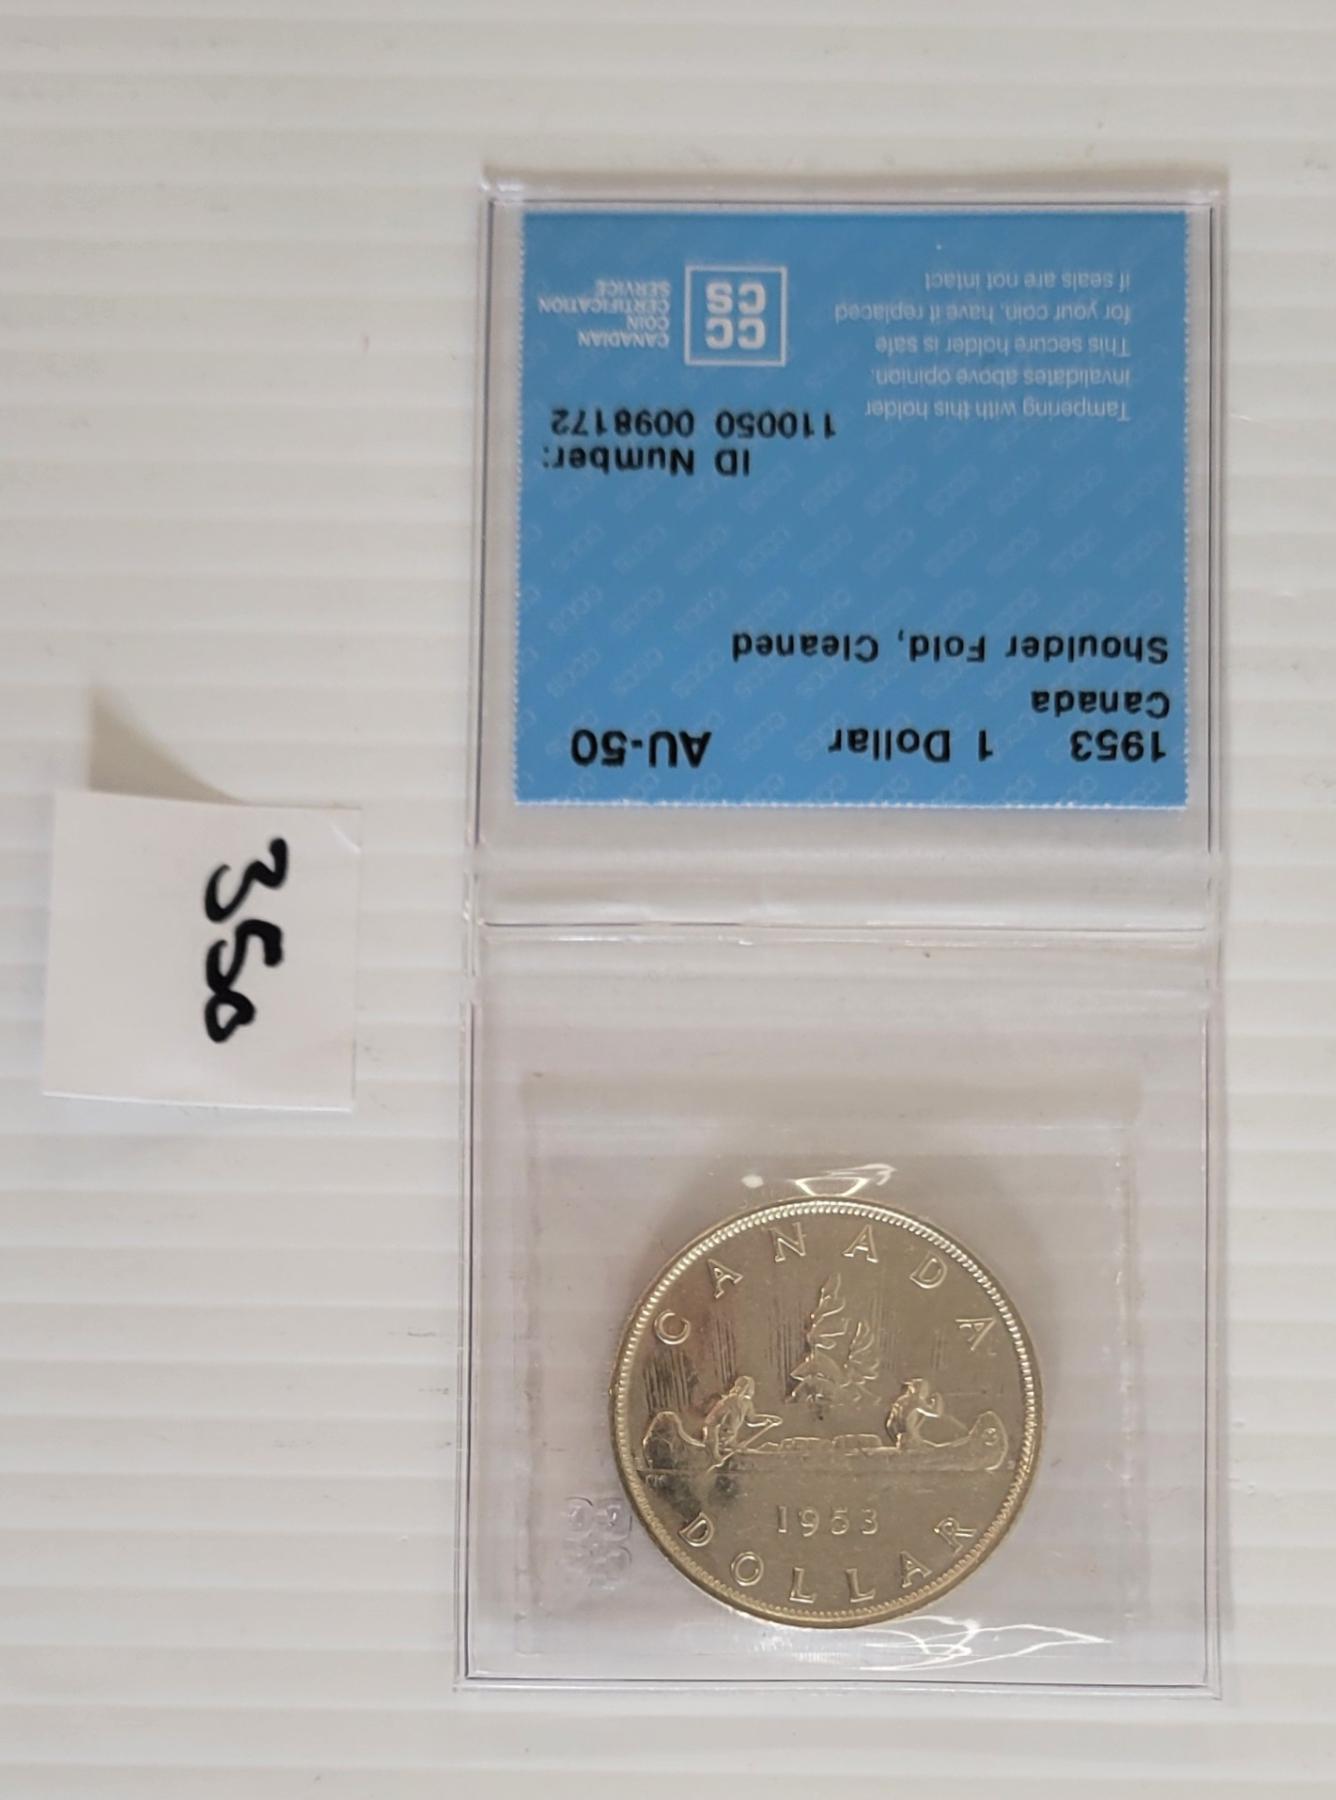 1953 1 Dollar AU-50
Canada
Shoulder Fold, Cleaned
ID Number:
110050 0098172
Tampering with this holder
invalidates above opinion.
This secure holder is safe
for your coin, have it replaced
if seals are not intact
CC
CS
CANADIAN
COIN
CERTIFICATION
SERVICE
350
CANADA
1953
DOLLAR